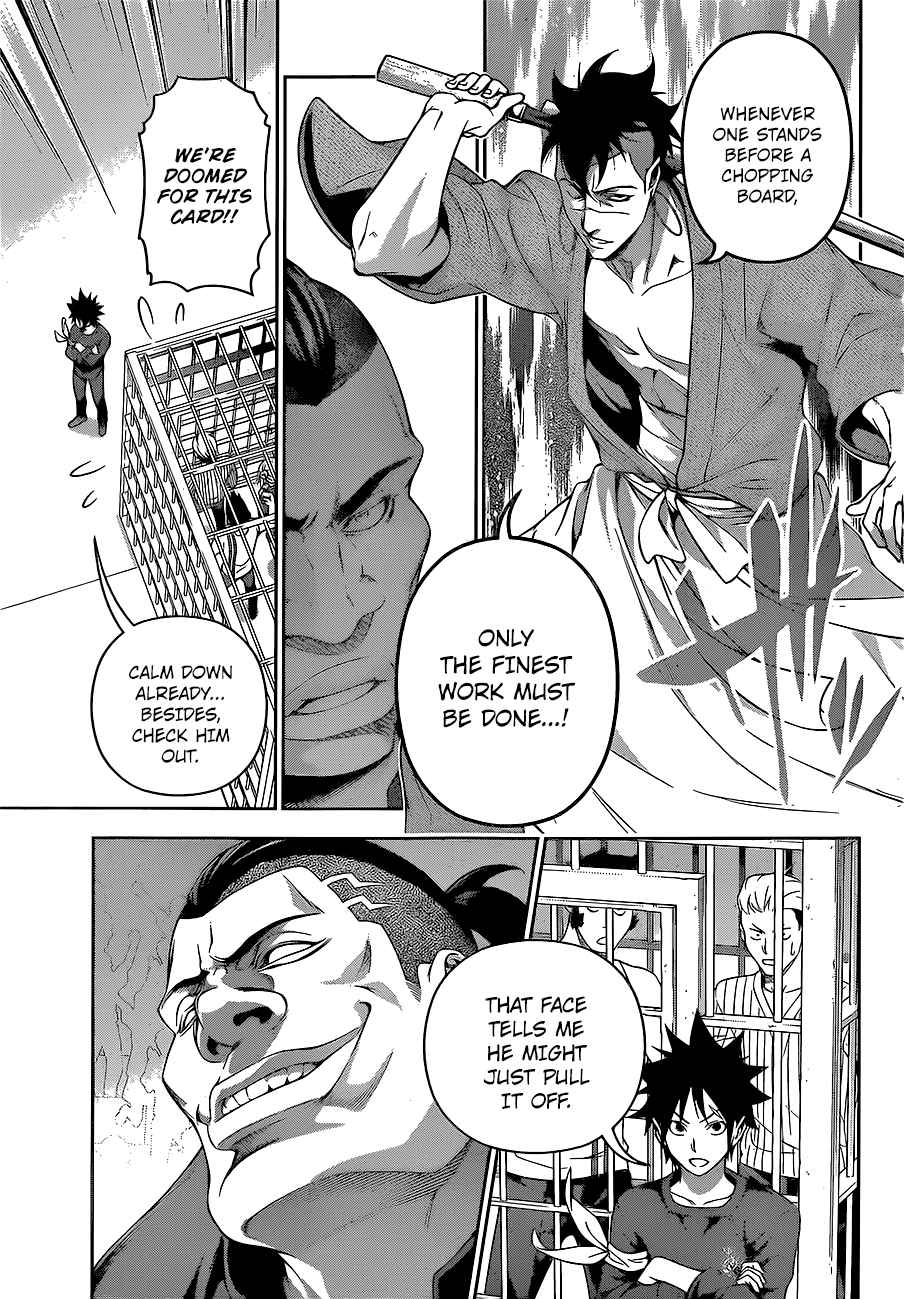 WHENEVER
ONE STANDS
BEFORE A
CHOPPING
BOARD,
ONLY
THE FINEST
WORK MUST
BE DONE...!
WE'RE
DOOMED
FOR THIS
CARD!!
CALM DOWN
ALREADY...
BESIDES,
CHECK HIM
OUT.
THAT FACE
TELLS ME
HE MIGHT
JUST PULL
IT OFF.